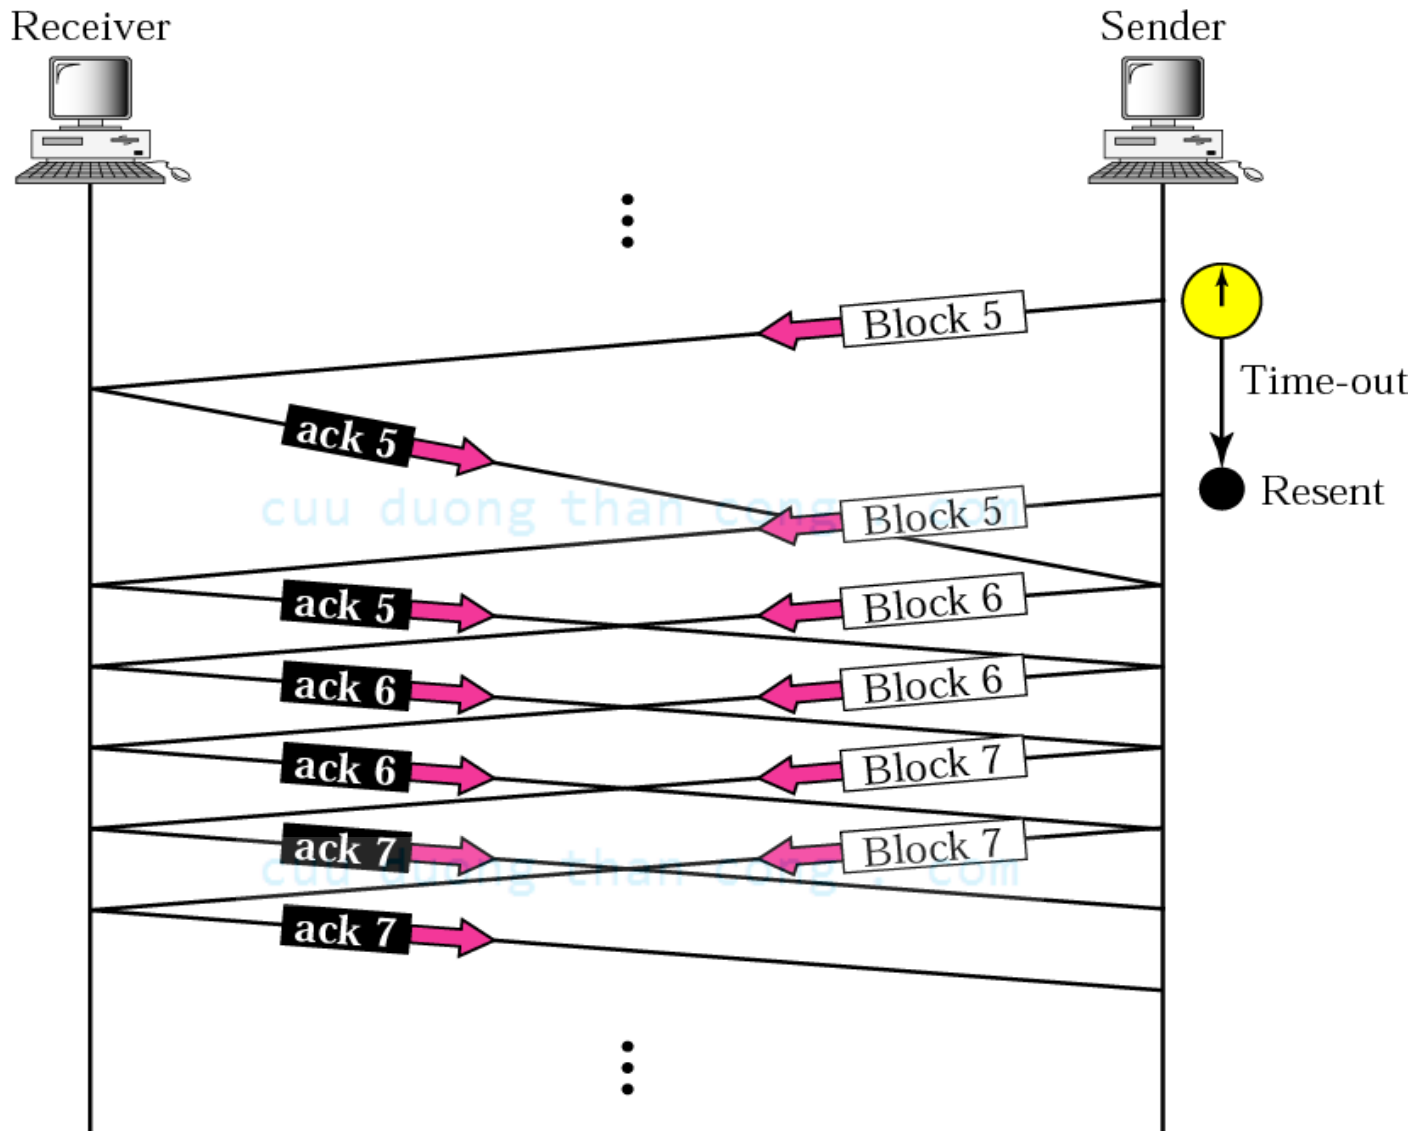 Receiver
Sender
Block 5
Time-out
ack 5
Resent
Block 5
cuu duong than cong . com
ack 5
Block 6
ack 6
Block 6
ack 6
Block 7
ack 7
Block 7
cuu duong than cong . com
ack 7